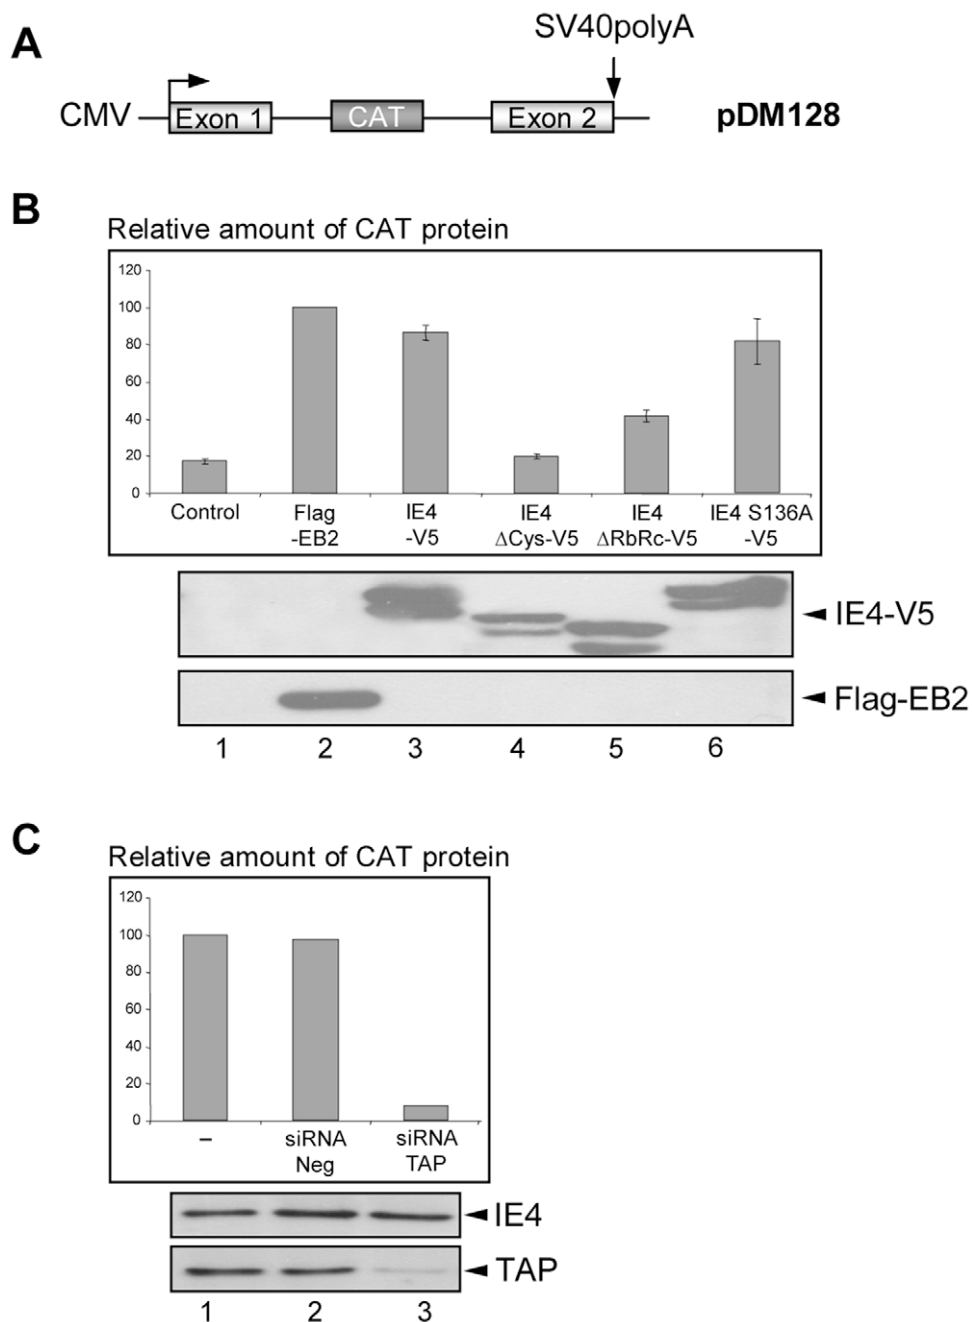 A
SV40polyA
CMV Exon 1 CAT Exon 2 pDM128
B
Relative amount of CAT protein
120
100
80
60
40
20
0
Control Flag IE4 IE4 IE4 IE4 S136A
-EB2 -V5 ΔCys-V5 ΔRbRc-V5 -V5
IE4-V5
Flag-EB2
1 2 3 4 5 6
C
Relative amount of CAT protein
120
100
80
60
40
20
0
– siRNA siRNA
Neg TAP
IE4
TAP
1 2 3